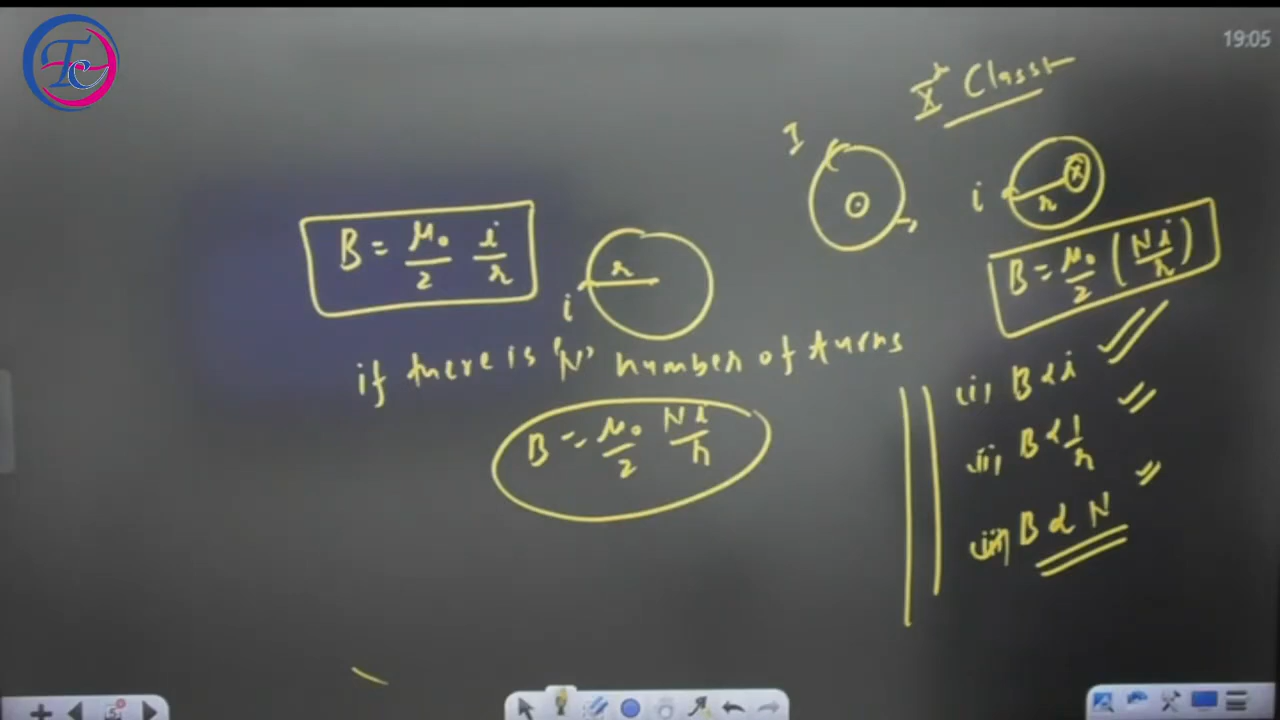 Tc
19:05
X Class
I
i r x
B = μ₀/2 i/r
i r
B = μ₀/2 (Ni/r)
if there is 'N' number of turns
B = μ₀/2 Ni/r
(i) B α i
(ii) B α 1/r
(iii) B α N